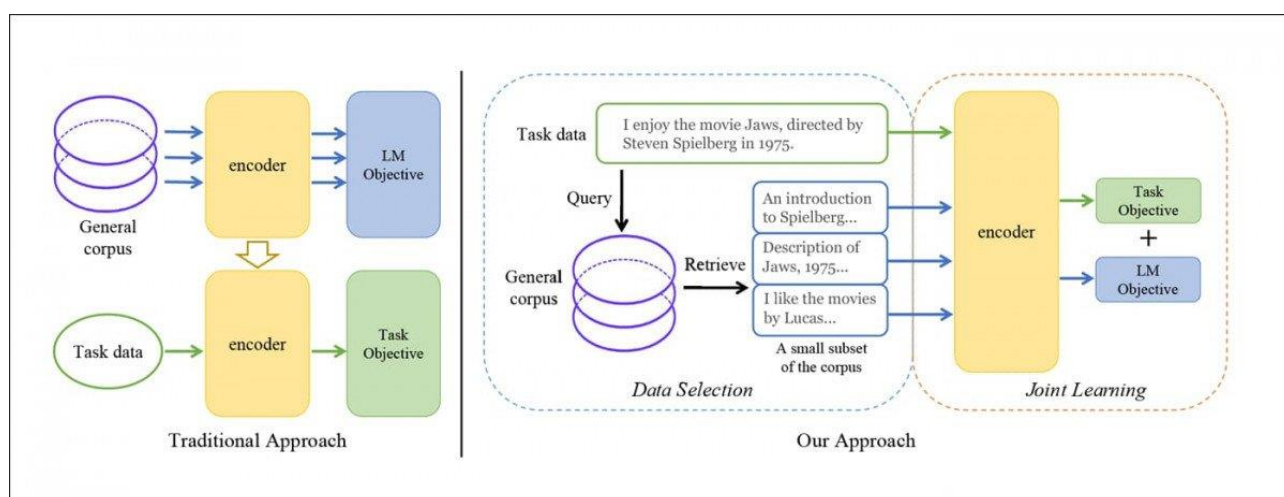 encoder
LM
Objective
General
corpus
Task data
encoder
Task
Objective
Traditional Approach
Task data
I enjoy the movie Jaws, directed by
Steven Spielberg in 1975.
Query
General
corpus
Retrieve
An introduction
to Spielberg...
Description of
Jaws, 1975...
I like the movies
by Lucas...
A small subset
of the corpus
Data Selection
encoder
Task
Objective
+
LM
Objective
Joint Learning
Our Approach